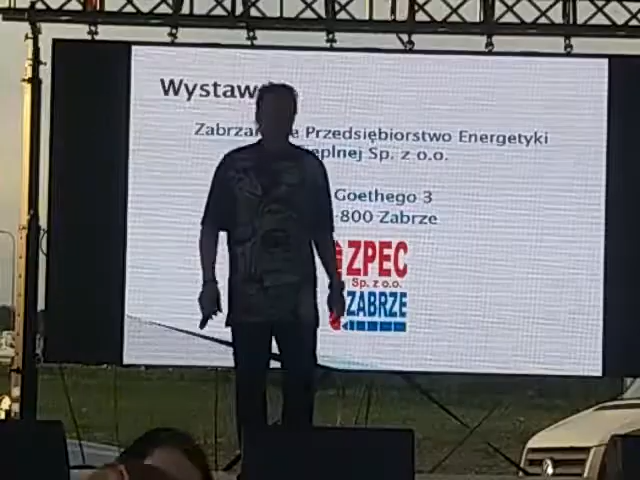 Wystaw
Zabrza e Przedsiębiorstwo Energetyki
eplnej Sp. z o.o.
Goethego 3
-800 Zabrze
ZPEC
Sp. z o.o.
ZABRZE